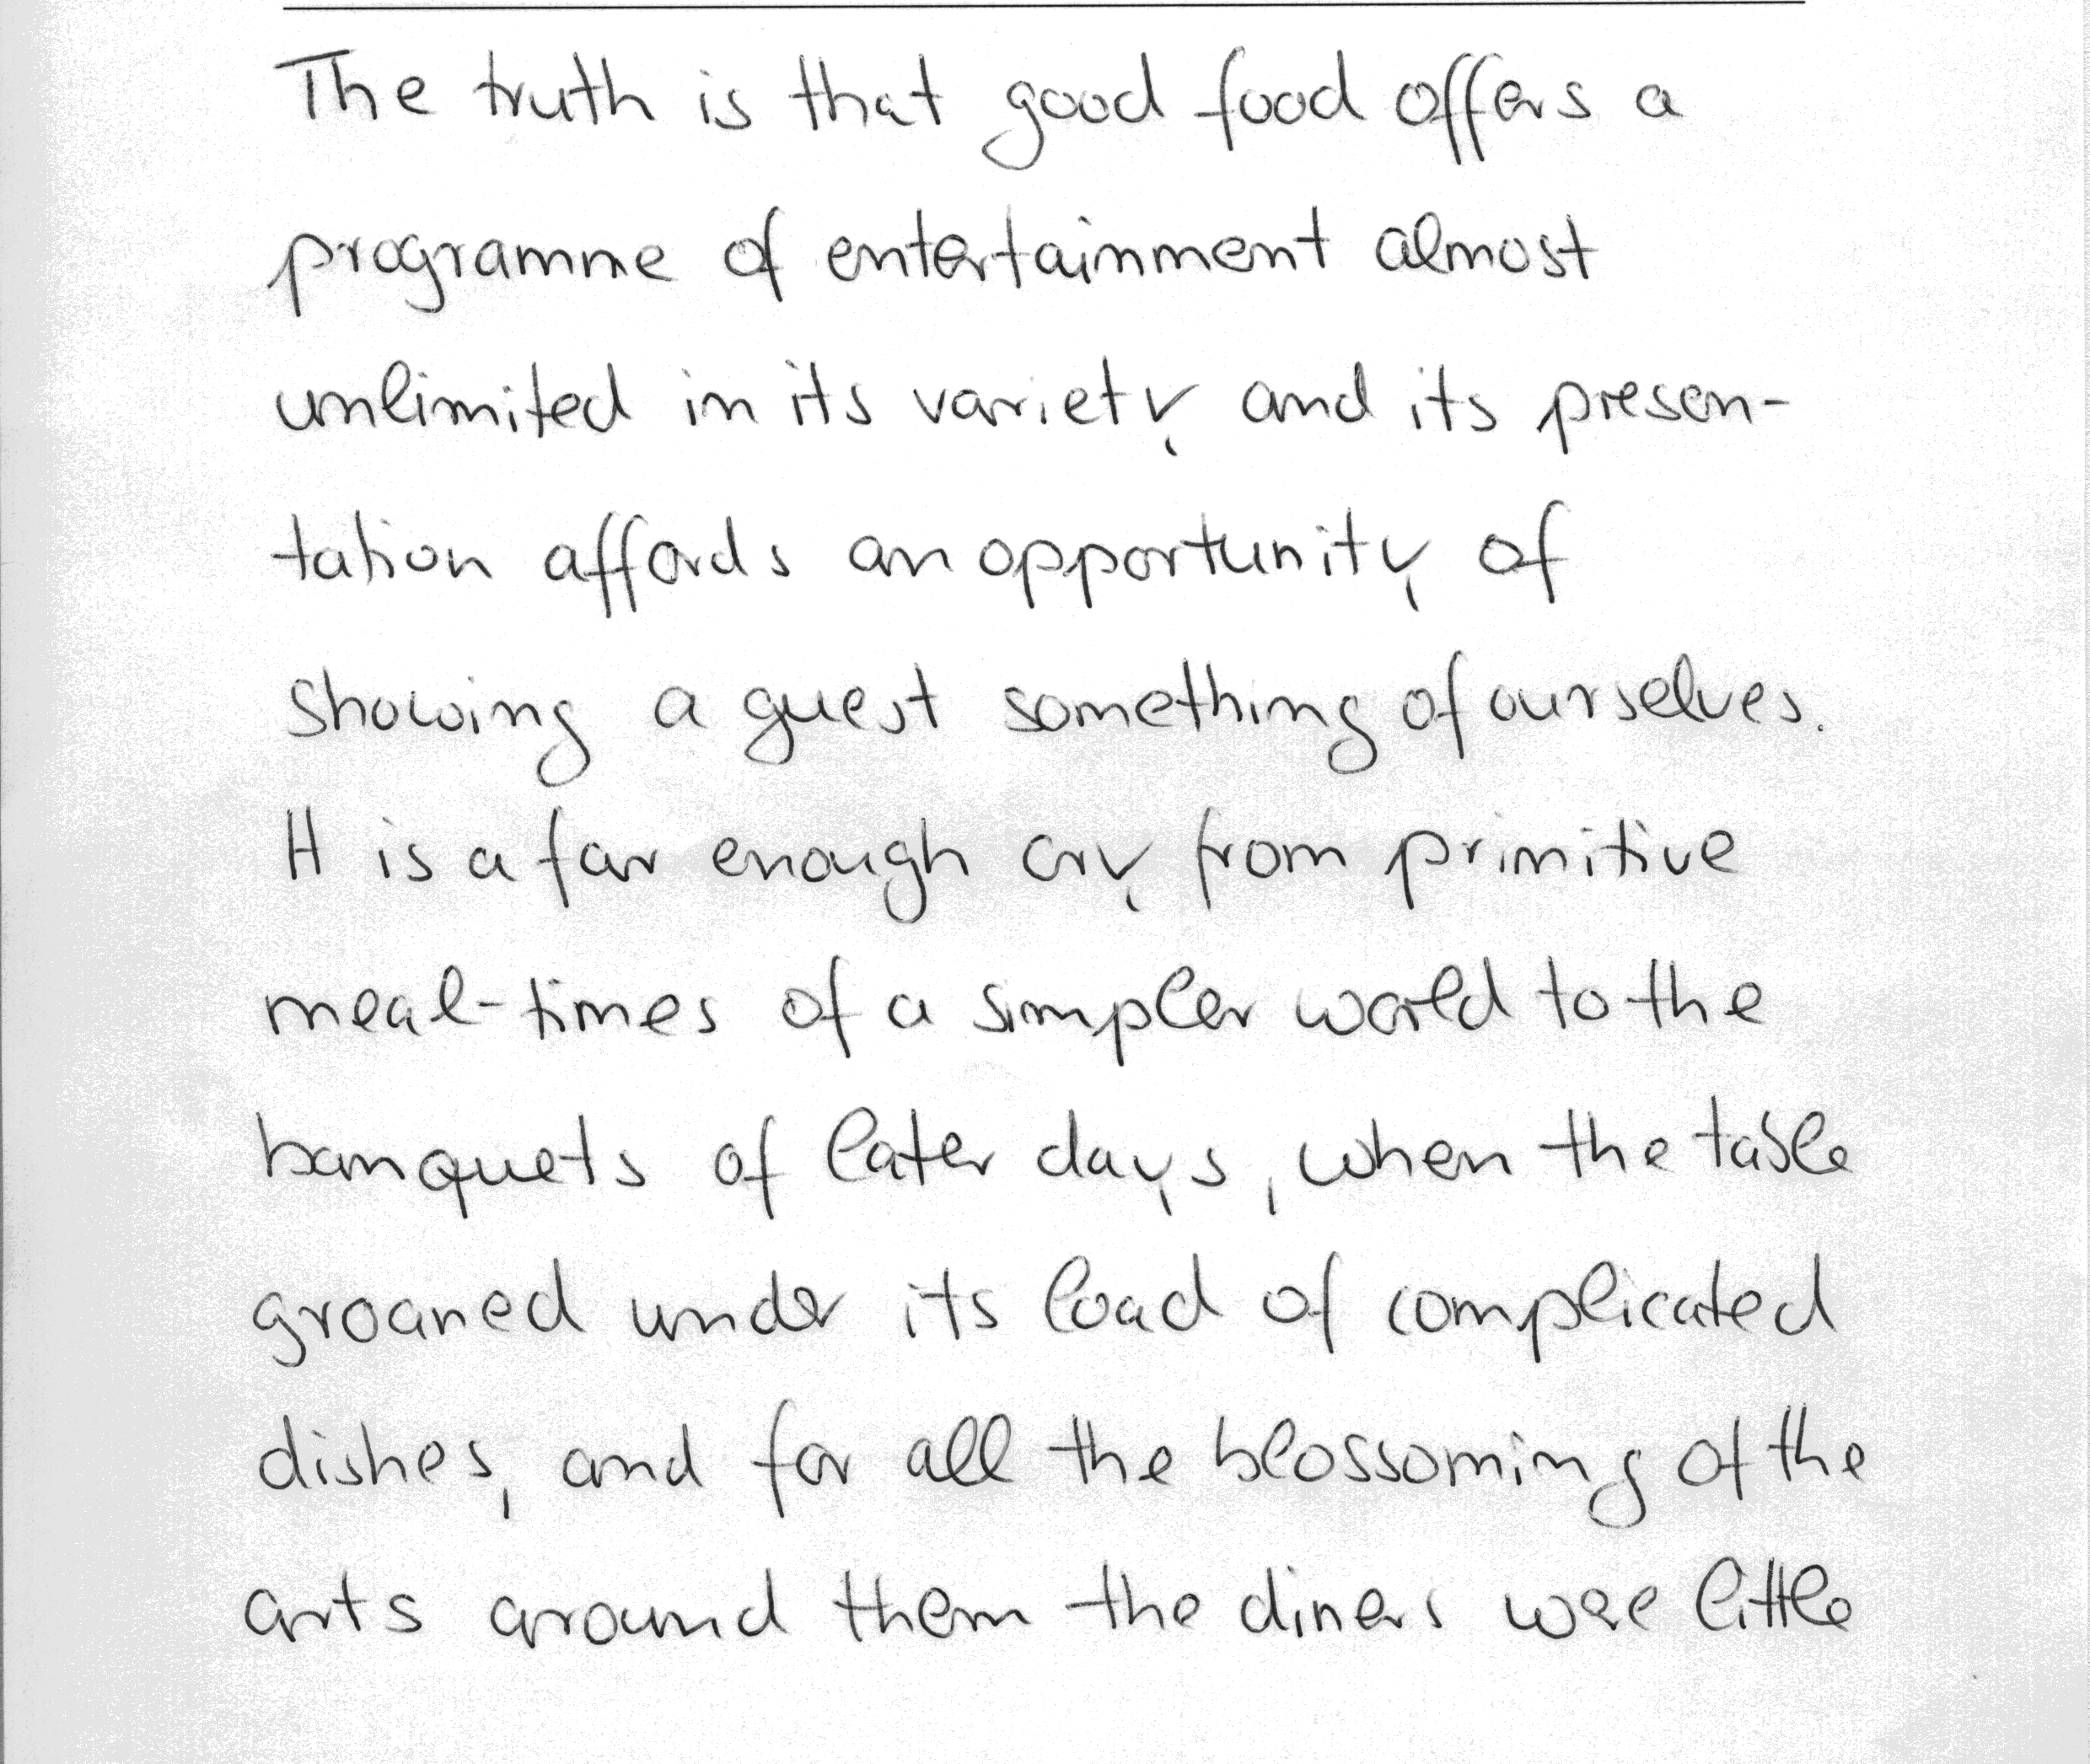 The truth is that good food offers a
programme of entertainment almost
unlimited in its variety and its presen-
tation affords an opportunity of
showing a guest something of ourselves.
It is a far enough cry from primitive
meal-times of a simpler world to the
banquets of later days, when the table
groaned under its load of complicated
dishes, and for all the blossoming of the
arts around them the diners were little